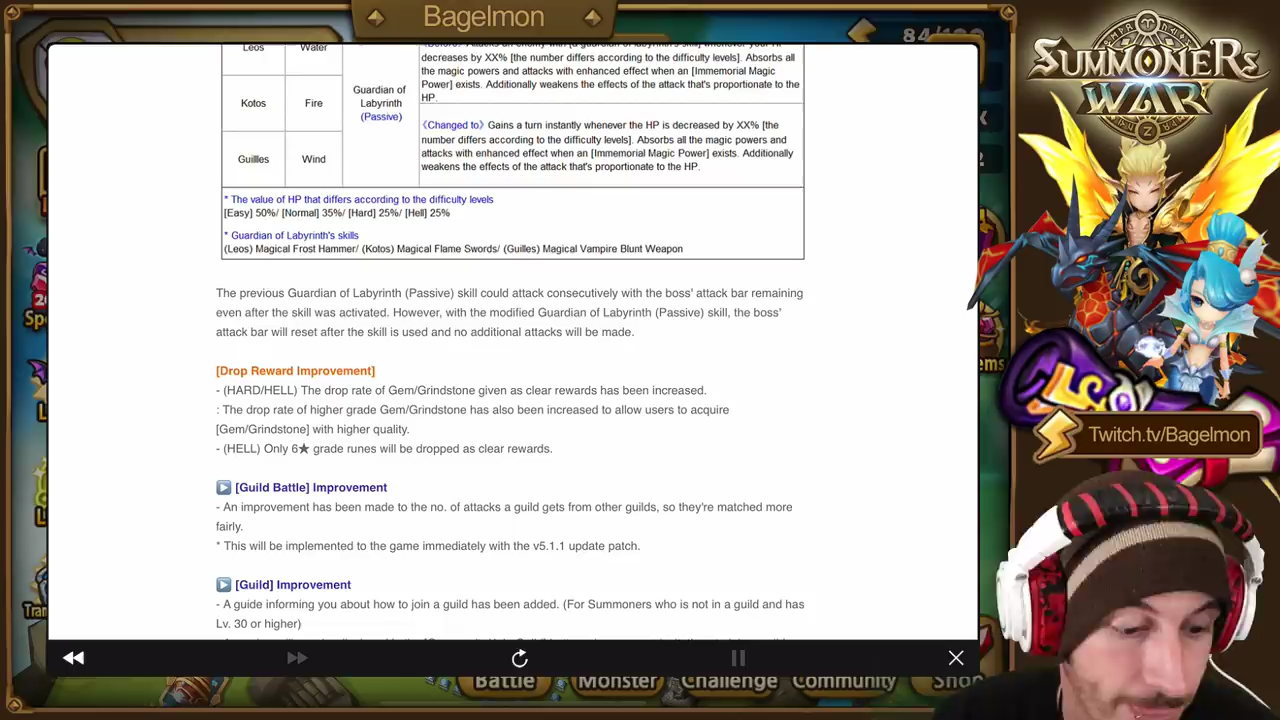 Bagelmon
Leos Water
decreases by XX% [the number differs according to the difficulty levels]. Absorbs all
the magic powers and attacks with enhanced effect when an [Immemorial Magic
Power] exists. Additionally weakens the effects of the attack that's proportionate to the
HP.
Kotos Fire
Guardian of
Labyrinth
(Passive)
《Changed to》 Gains a turn instantly whenever the HP is decreased by XX% [the
number differs according to the difficulty levels]. Absorbs all the magic powers and
attacks with enhanced effect when an [Immemorial Magic Power] exists. Additionally
weakens the effects of the attack that's proportionate to the HP.
Guilles Wind
* The value of HP that differs according to the difficulty levels
[Easy] 50%/ [Normal] 35%/ [Hard] 25%/ [Hell] 25%
* Guardian of Labyrinth's skills
(Leos) Magical Frost Hammer/ (Kotos) Magical Flame Swords/ (Guilles) Magical Vampire Blunt Weapon
The previous Guardian of Labyrinth (Passive) skill could attack consecutively with the boss' attack bar remaining
even after the skill was activated. However, with the modified Guardian of Labyrinth (Passive) skill, the boss'
attack bar will reset after the skill is used and no additional attacks will be made.
[Drop Reward Improvement]
- (HARD/HELL) The drop rate of Gem/Grindstone given as clear rewards has been increased.
: The drop rate of higher grade Gem/Grindstone has also been increased to allow users to acquire
[Gem/Grindstone] with higher quality.
- (HELL) Only 6★ grade runes will be dropped as clear rewards.
[Guild Battle] Improvement
- An improvement has been made to the no. of attacks a guild gets from other guilds, so they're matched more
fairly.
* This will be implemented to the game immediately with the v5.1.1 update patch.
[Guild] Improvement
- A guide informing you about how to join a guild has been added. (For Summoners who is not in a guild and has
Lv. 30 or higher)
Battle Monster Challenge Community Shop
SUMMONERS
WAR
Twitch.tv/Bagelmon